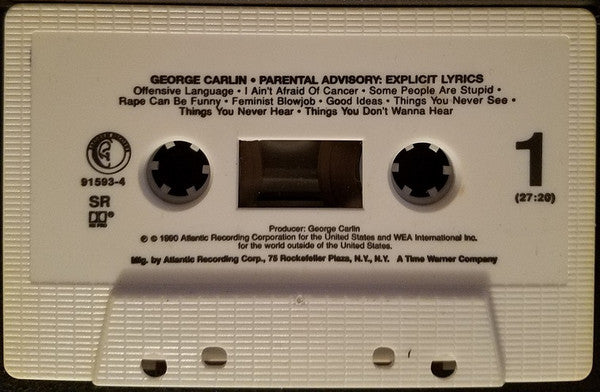 GEORGE CARLIN • PARENTAL ADVISORY: EXPLICIT LYRICS
Offensive Language • I Ain't Afraid Of Cancer • Some People Are Stupid •
Rape Can Be Funny • Feminist Blowjob • Good Ideas • Things You Never See •
Things You Never Hear • Things You Don't Wanna Hear
91593-4
SR
1
(27:20)
Producer: George Carlin
℗ © 1990 Atlantic Recording Corporation for the United States and WEA International Inc.
for the world outside of the United States.
Mfg. by Atlantic Recording Corp., 75 Rockefeller Plaza, N.Y., N.Y. A Time Warner Company